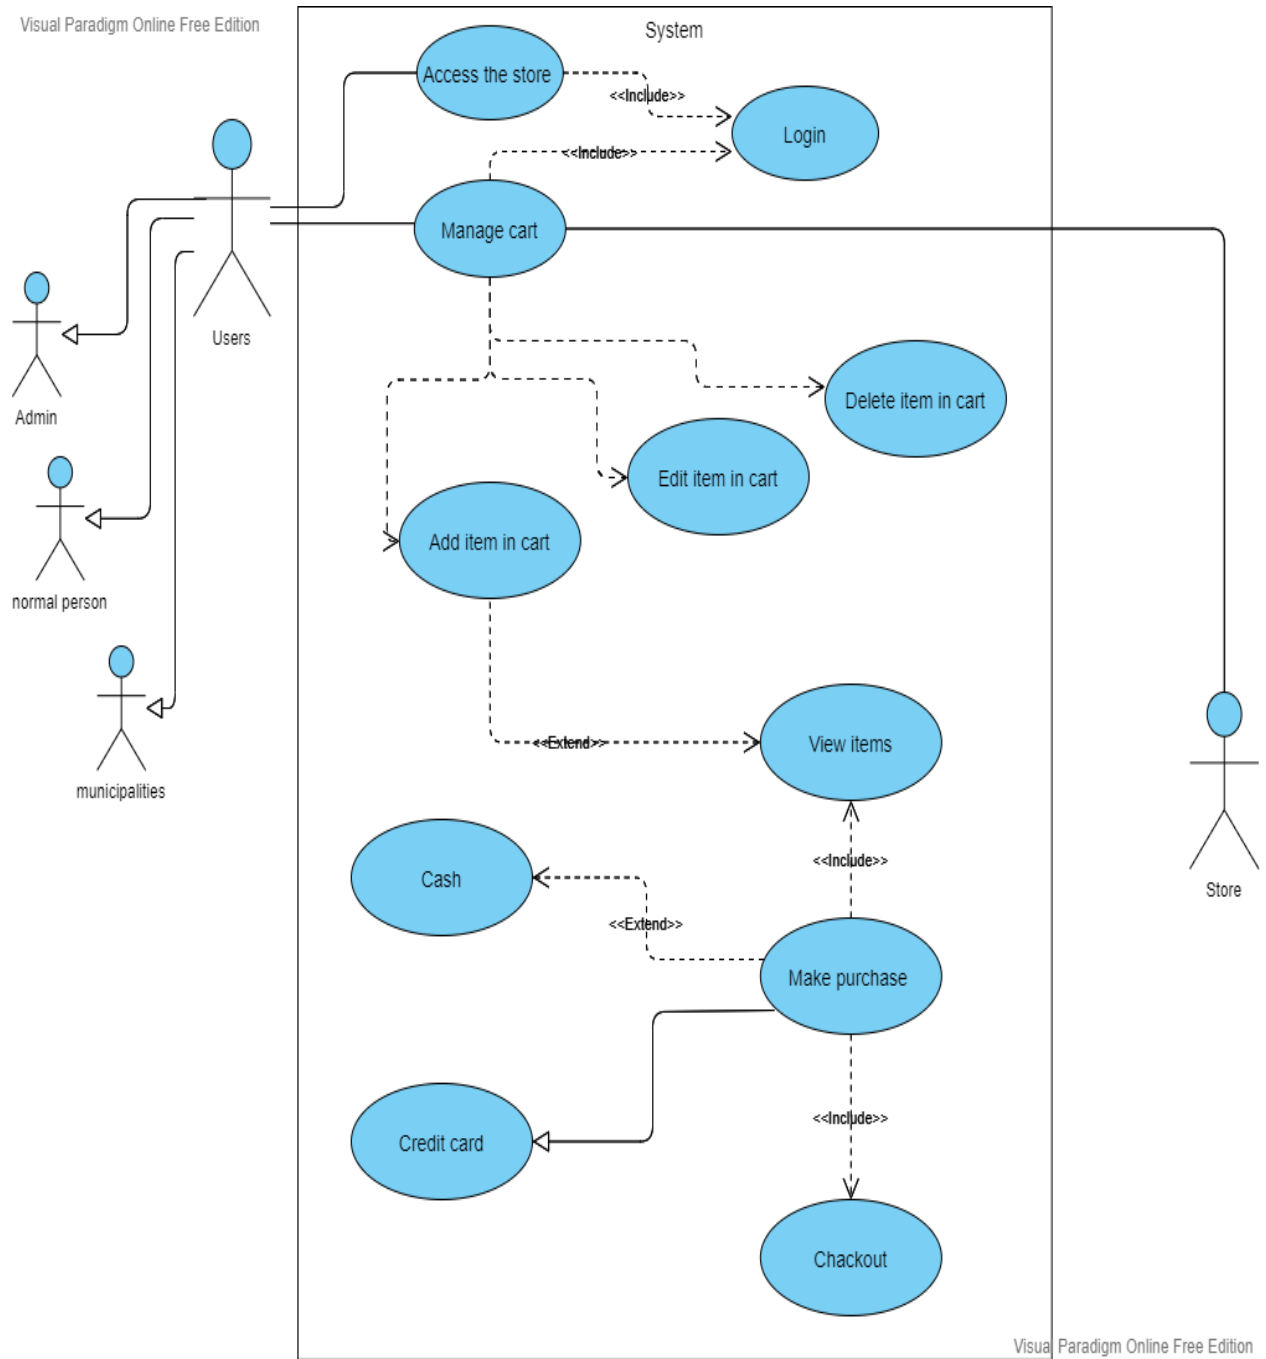 Visual Paradigm Online Free Edition
System
Access the store
<<Include>>
Login
<<Include>>
Manage cart
Users
Admin
Delete item in cart
Edit item in cart
Add item in cart
normal person
municipalities
<<Extend>>
View items
Store
<<Include>>
Cash
<<Extend>>
Make purchase
<<Include>>
Credit card
Chackout
Visual Paradigm Online Free Edition